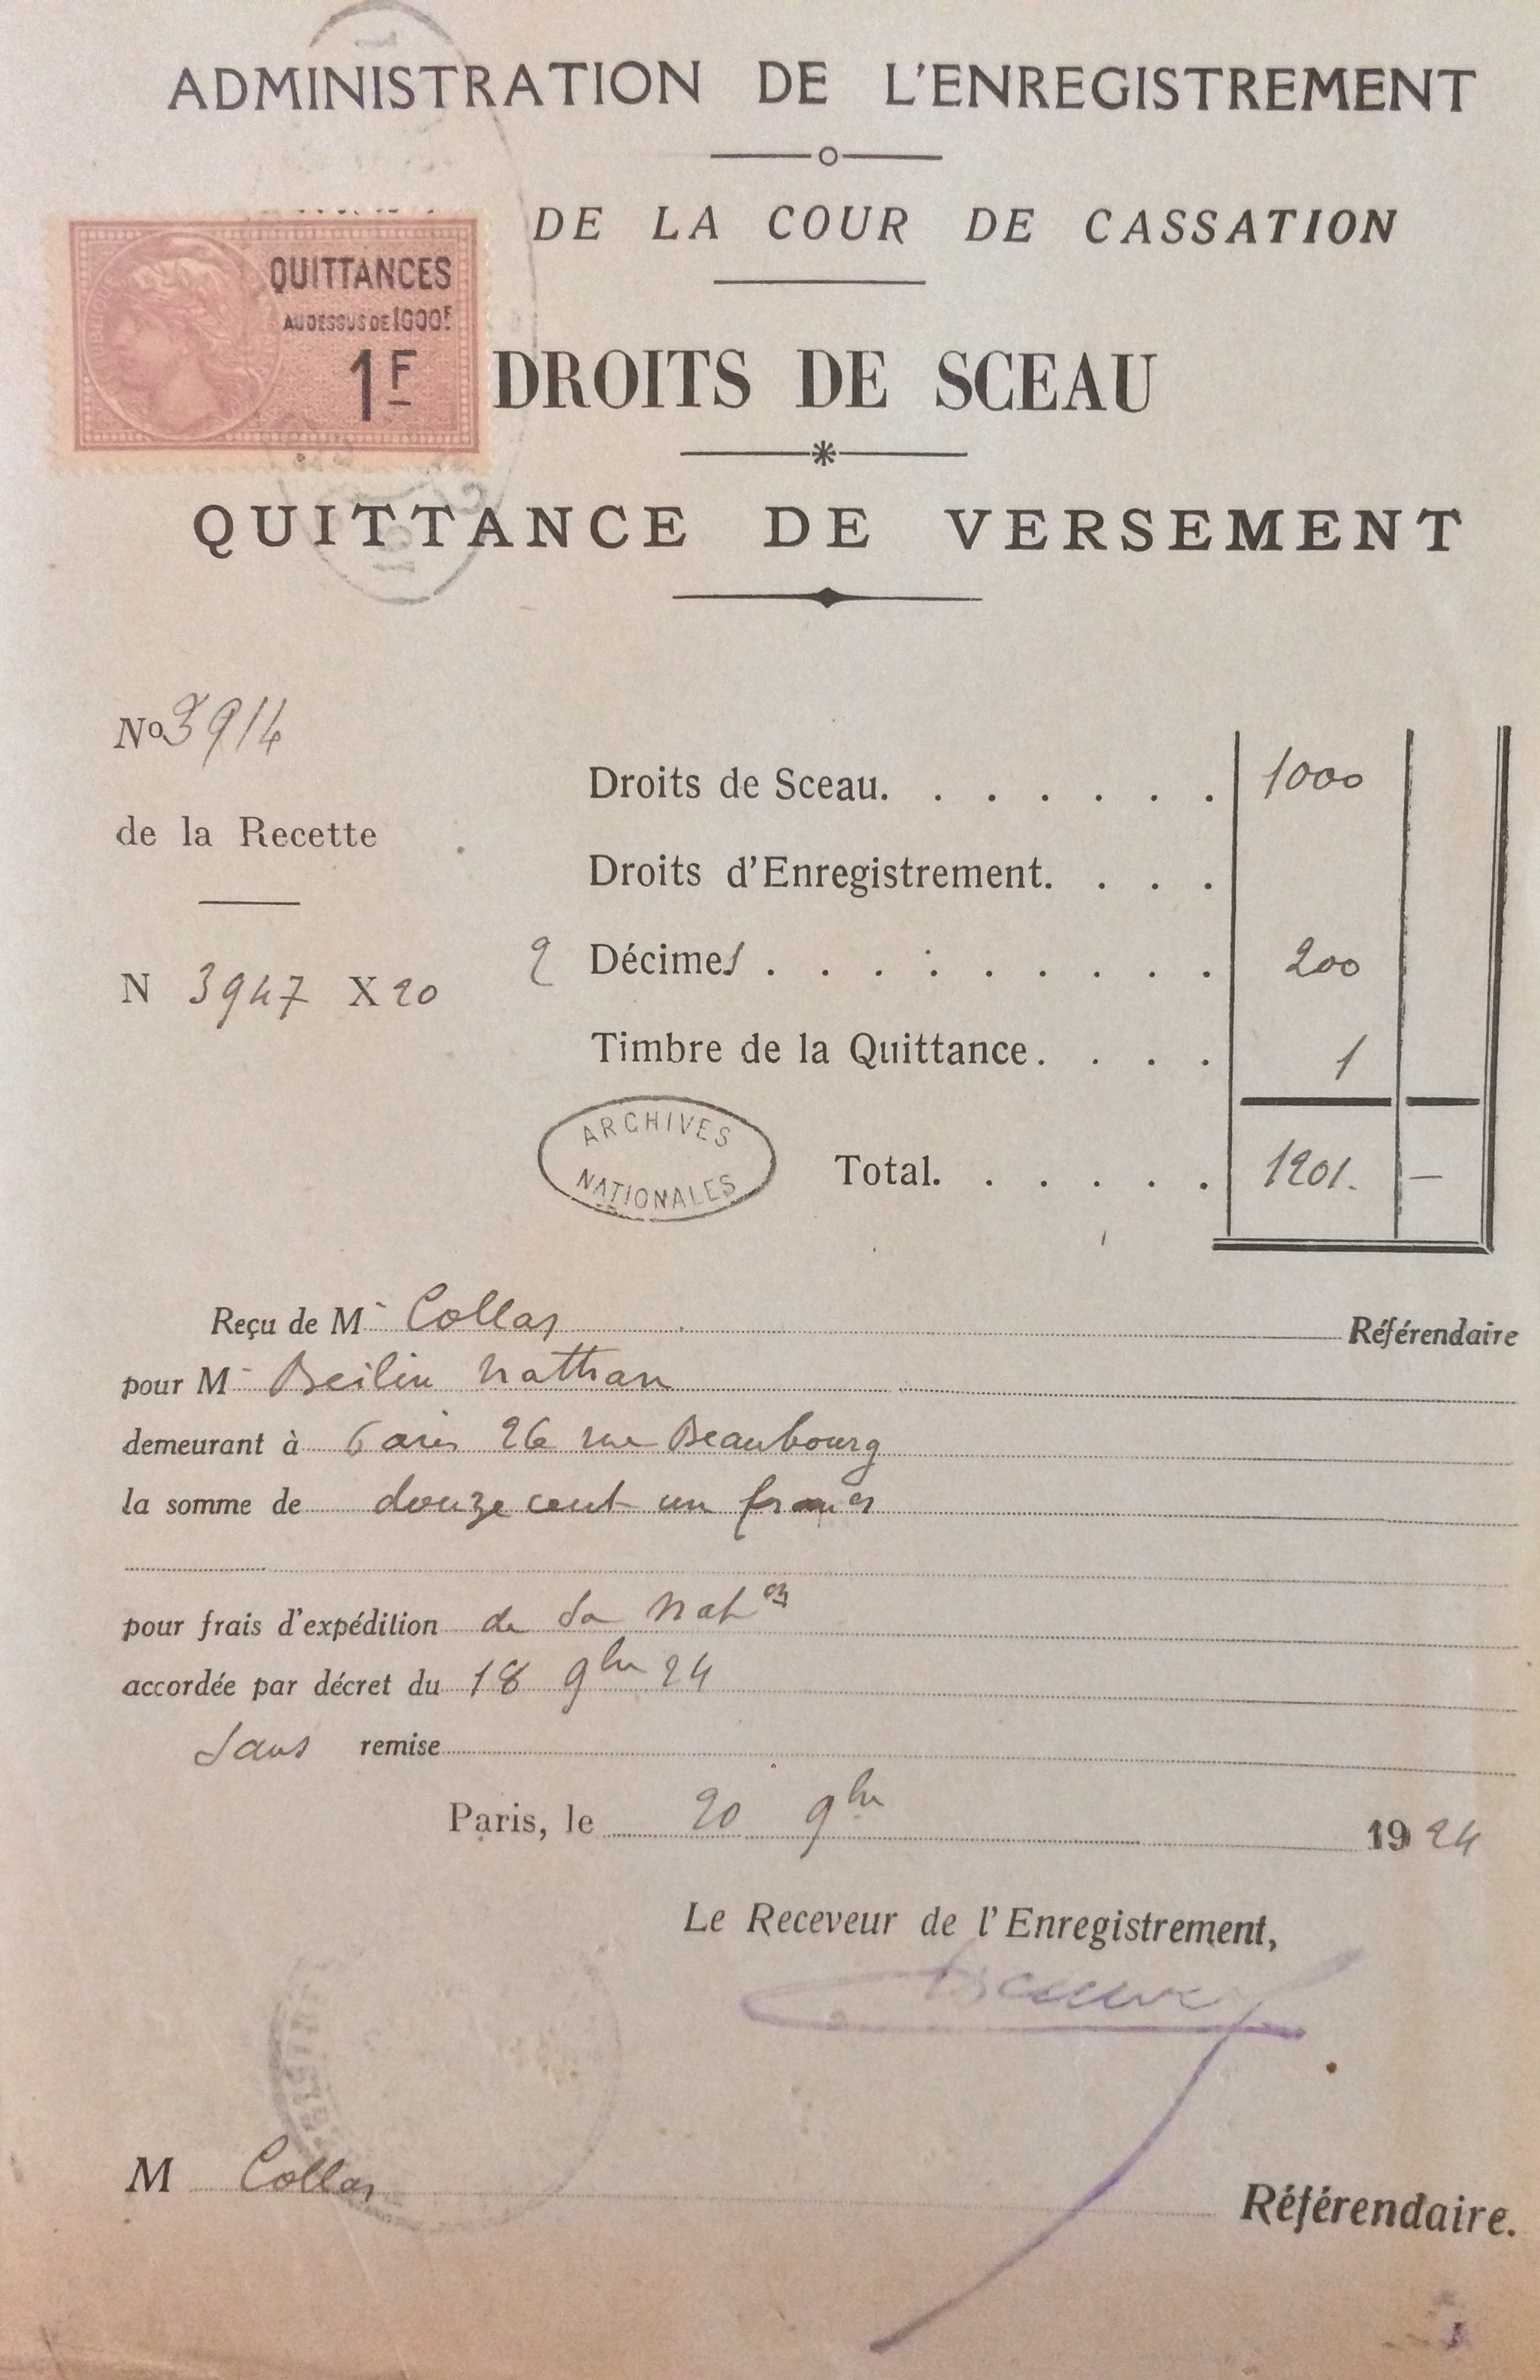 ADMINISTRATION DE L'ENREGISTREMENT
DE LA COUR DE CASSATION
QUITTANCES
AU DESSUS DE 1000F
1F
DROITS DE SCEAU
QUITTANCE DE VERSEMENT
No 3914
de la Recette
N 3947 X 20
Droits de Sceau. . . . . . . 1000
Droits d'Enregistrement. . . .
2 Décimes . . . . . . . . . 200
Timbre de la Quittance. . . . 1
ARCHIVES
NATIONALES
Total. . . . . . 1201. —
Reçu de M Collas Référendaire
pour M Beilin Nathan
demeurant à Paris 26 rue Beaubourg
la somme de douze cent un francs
pour frais d'expédition de sa Naton
accordée par décret du 18 9bre 24
Sans remise
Paris, le 20 9bre 1924
Le Receveur de l'Enregistrement,
M Collas Référendaire.